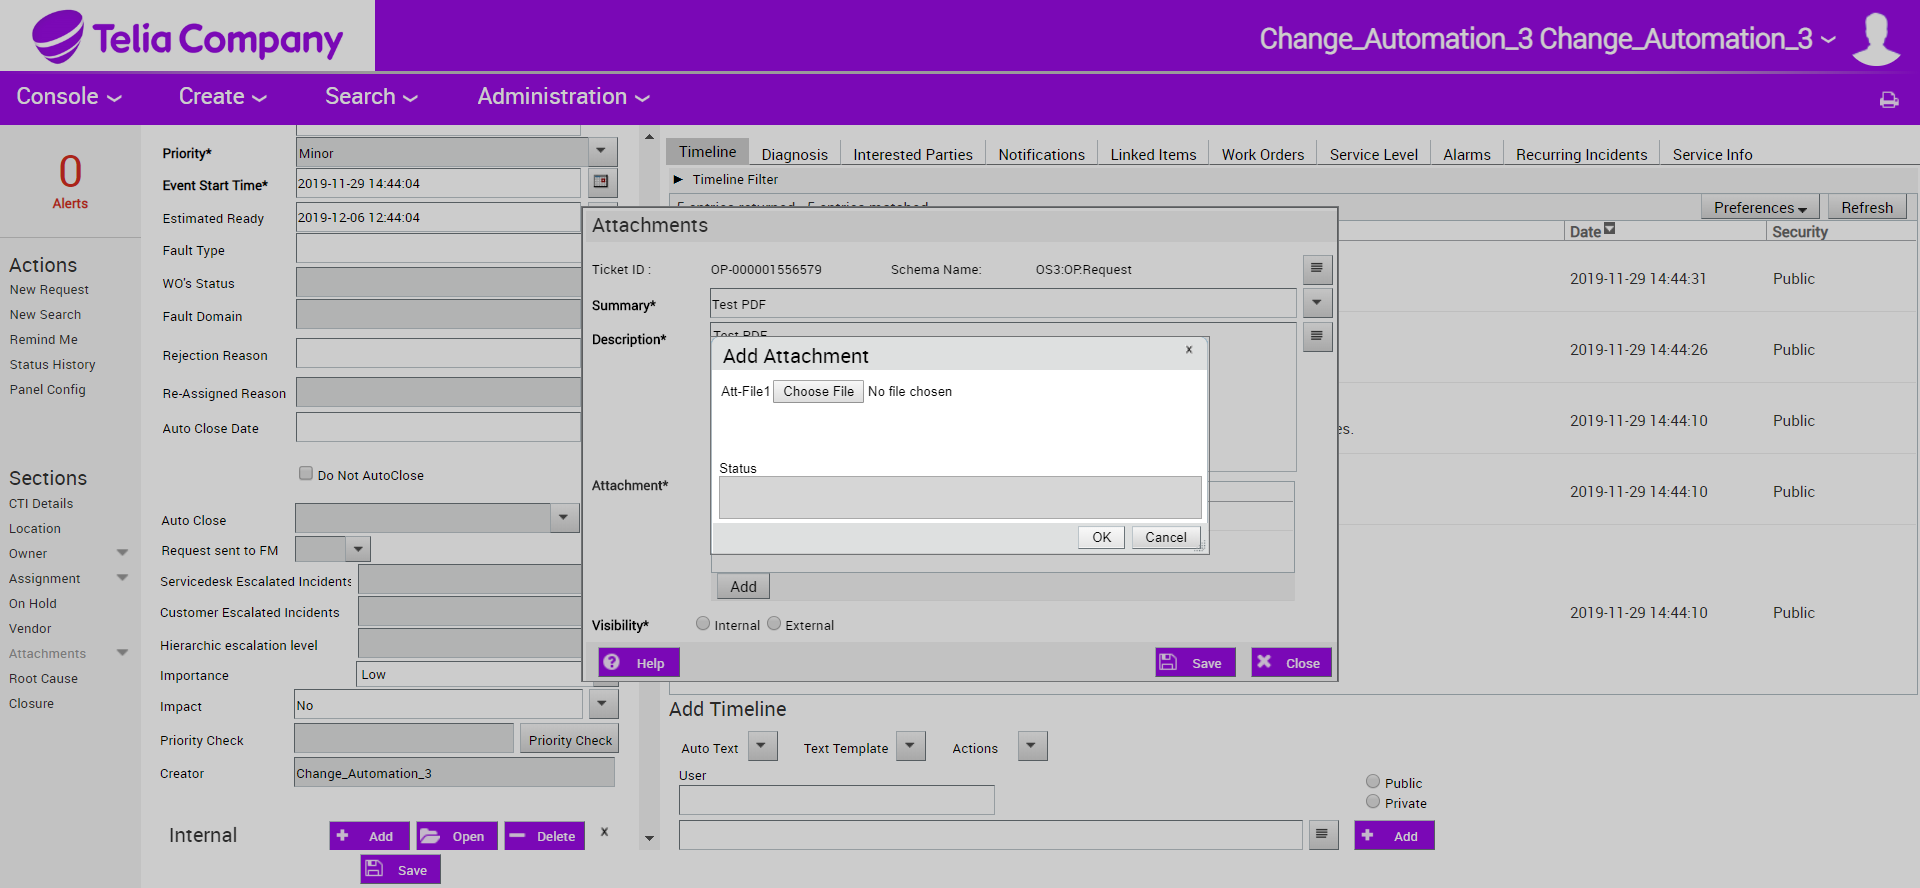 Telia Company
Change_Automation_3 Change_Automation_3
Console
Create
Search
Administration
0
Alerts
Actions
New Request
New Search
Remind Me
Status History
Panel Config
Sections
CTI Details
Location
Owner
Assignment
On Hold
Vendor
Attachments
Root Cause
Closure
Priority*
Minor
Event Start Time*
2019-11-29 14:44:04
Estimated Ready
2019-12-06 12:44:04
Fault Type
WO's Status
Fault Domain
Rejection Reason
Re-Assigned Reason
Auto Close Date
Do Not AutoClose
Auto Close
Request sent to FM
Servicedesk Escalated Incidents
Customer Escalated Incidents
Hierarchic escalation level
Importance
Low
Impact
No
Priority Check
Priority Check
Creator
Change_Automation_3
Internal
Add
Open
Delete
x
Save
Timeline
Diagnosis
Interested Parties
Notifications
Linked Items
Work Orders
Service Level
Alarms
Recurring Incidents
Service Info
Timeline Filter
5 entries returned - 5 entries matched
Preferences
Refresh
Date
Security
2019-11-29 14:44:31
Public
2019-11-29 14:44:26
Public
es.
2019-11-29 14:44:10
Public
2019-11-29 14:44:10
Public
2019-11-29 14:44:10
Public
Attachments
Ticket ID :
OP-000001556579
Schema Name:
OS3:OP:Request
Summary*
Test PDF
Description*
Test PDF
Add Attachment
x
Att-File1
Choose File
No file chosen
Status
OK
Cancel
Attachment*
Add
Visibility*
Internal
External
Help
Save
Close
Add Timeline
Auto Text
Text Template
Actions
User
Public
Private
Add